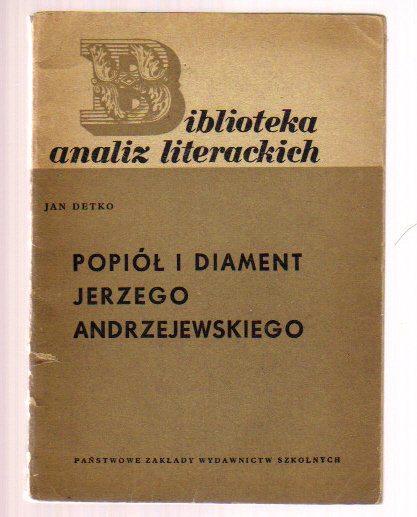 Biblioteka
analiz literackich
JAN DETKO
POPIÓŁ I DIAMENT
JERZEGO
ANDRZEJEWSKIEGO
PAŃSTWOWE ZAKŁADY WYDAWNICTW SZKOLNYCH